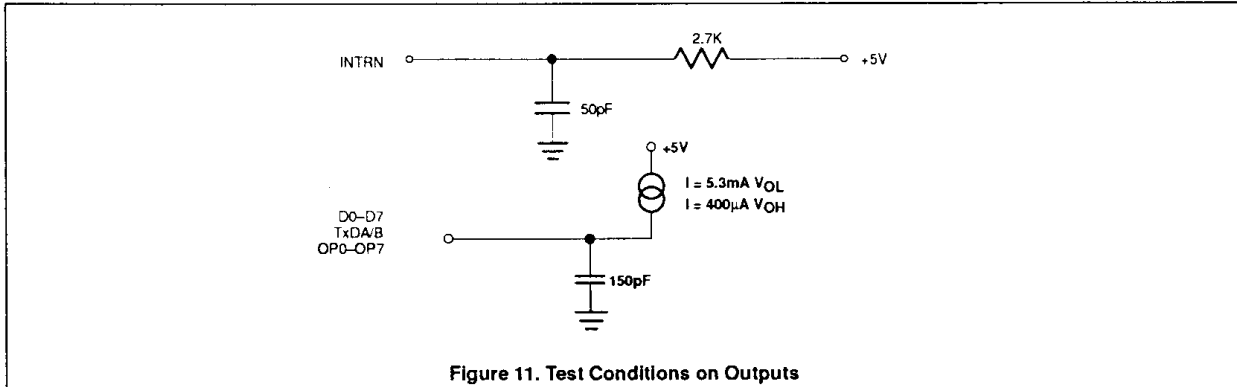 2.7K
INTRN
+5V
50pF
+5V
I = 5.3mA VOL
I = 400μA VOH
D0–D7
TxDA/B
OP0–OP7
150pF
Figure 11. Test Conditions on Outputs